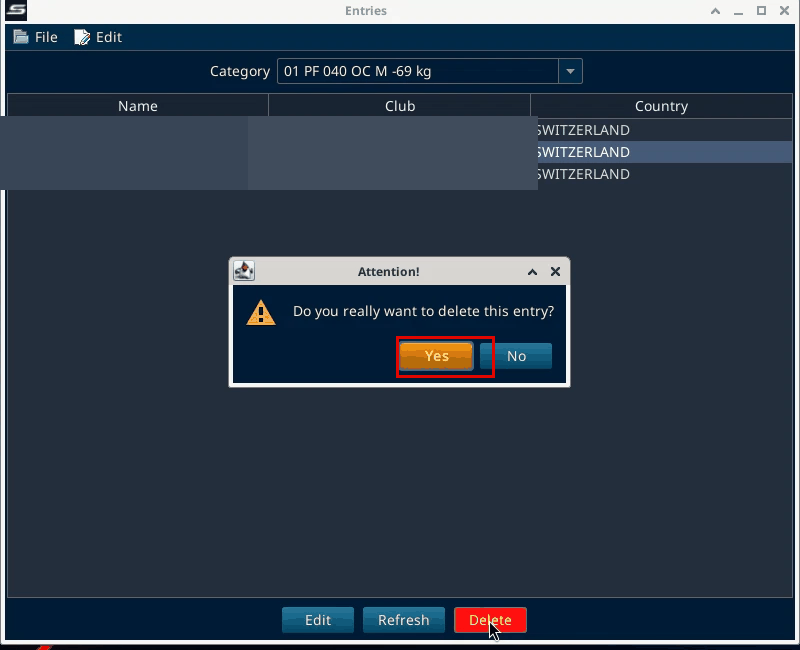 Entries
File Edit
Category 01 PF 040 OC M -69 kg
Name Club Country
SWITZERLAND
SWITZERLAND
SWITZERLAND
Attention!
Do you really want to delete this entry?
Yes No
Edit Refresh Delete